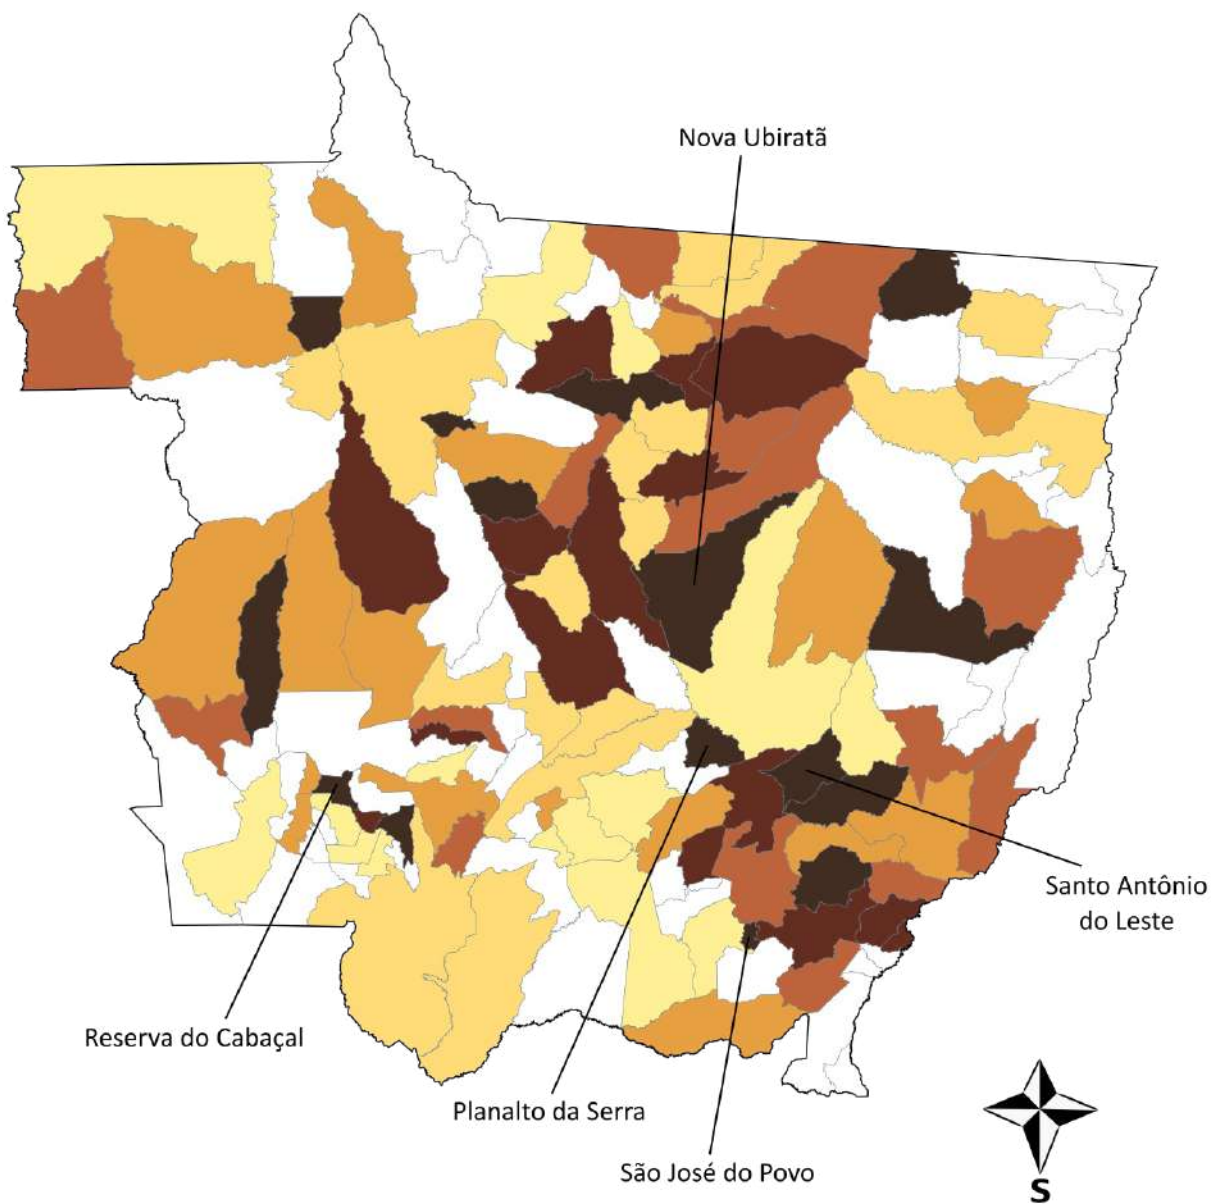 Nova Ubiratã
Santo Antônio
do Leste
Reserva do Cabaçal
Planalto da Serra
São José do Povo
S